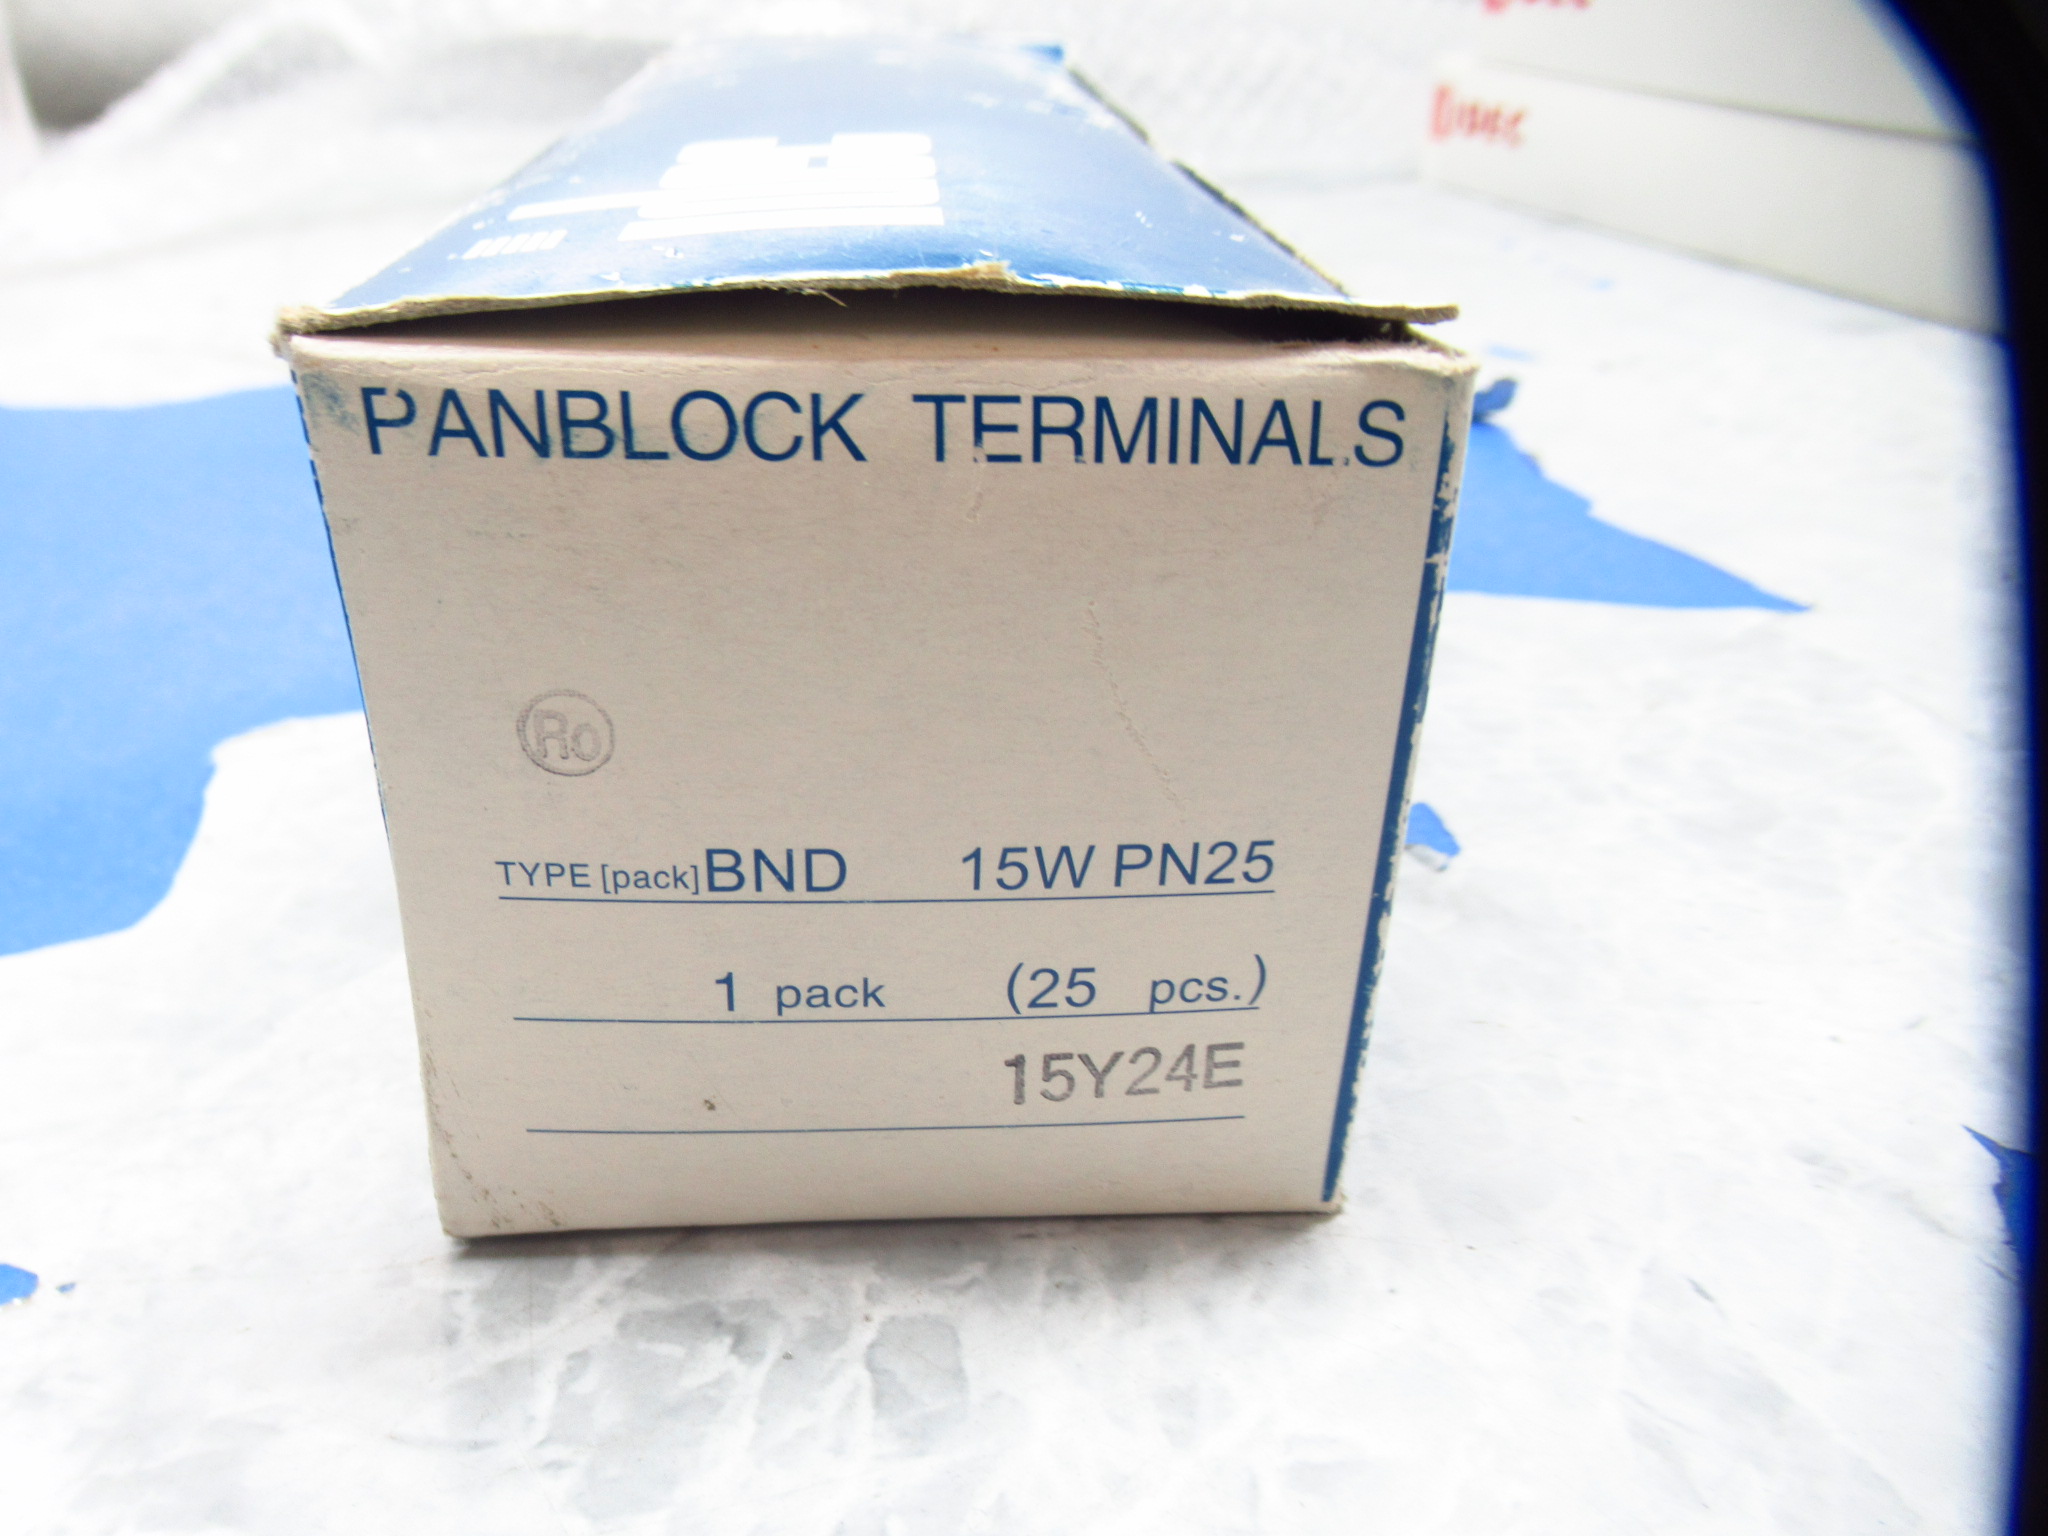 PANBLOCK TERMINALS
Ro
TYPE [pack] BND 15W PN25
1 pack (25 pcs.)
15Y24E